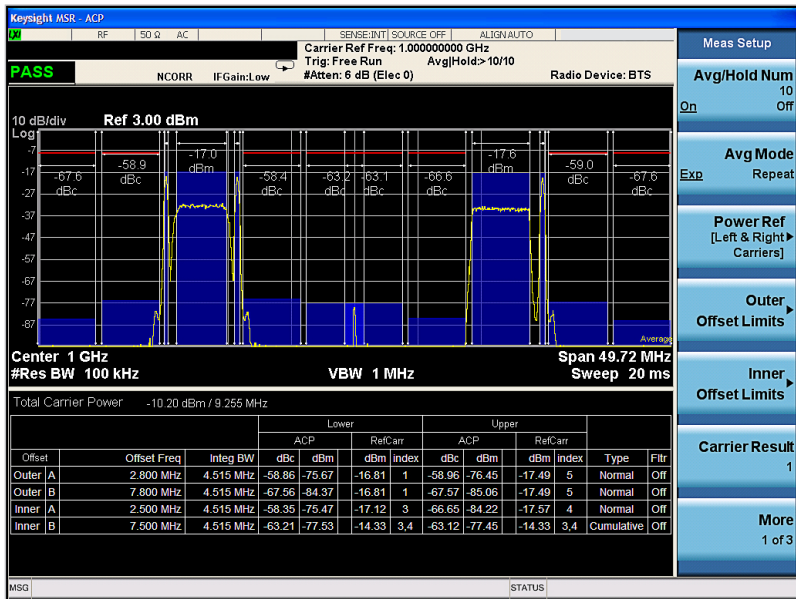 Keysight MSR - ACP
LXI RF 50 Ω AC SENSE:INT SOURCE OFF ALIGN AUTO
Carrier Ref Freq: 1.000000000 GHz
Trig: Free Run Avg|Hold:>10/10
PASS NCORR IFGain:Low #Atten: 6 dB (Elec 0) Radio Device: BTS
10 dB/div Ref 3.00 dBm
Log
-7
-17
-27
-37
-47
-57
-67
-77
-87
-67.6 dBc
-58.9 dBc
-17.0 dBm
-58.4 dBc
-63.2 dBc
-63.1 dBc
-66.6 dBc
-17.6 dBm
-59.0 dBc
-67.6 dBc
Average
Center 1 GHz Span 49.72 MHz
#Res BW 100 kHz VBW 1 MHz Sweep 20 ms
Total Carrier Power -10.20 dBm / 9.255 MHz
Lower Upper
ACP RefCarr ACP RefCarr
Offset Offset Freq Integ BW dBc dBm dBm index dBc dBm dBm index Type Fltr
Outer A 2.800 MHz 4.515 MHz -58.86 -75.67 -16.81 1 -58.96 -76.45 -17.49 5 Normal Off
Outer B 7.800 MHz 4.515 MHz -67.56 -84.37 -16.81 1 -67.57 -85.06 -17.49 5 Normal Off
Inner A 2.500 MHz 4.515 MHz -58.35 -75.47 -17.12 3 -66.65 -84.22 -17.57 4 Normal Off
Inner B 7.500 MHz 4.515 MHz -63.21 -77.53 -14.33 3,4 -63.12 -77.45 -14.33 3,4 Cumulative Off
MSG STATUS
Meas Setup
Avg/Hold Num
10
On Off
Avg Mode
Exp Repeat
Power Ref
[Left & Right
Carriers]
Outer
Offset Limits
Inner
Offset Limits
Carrier Result
1
More
1 of 3